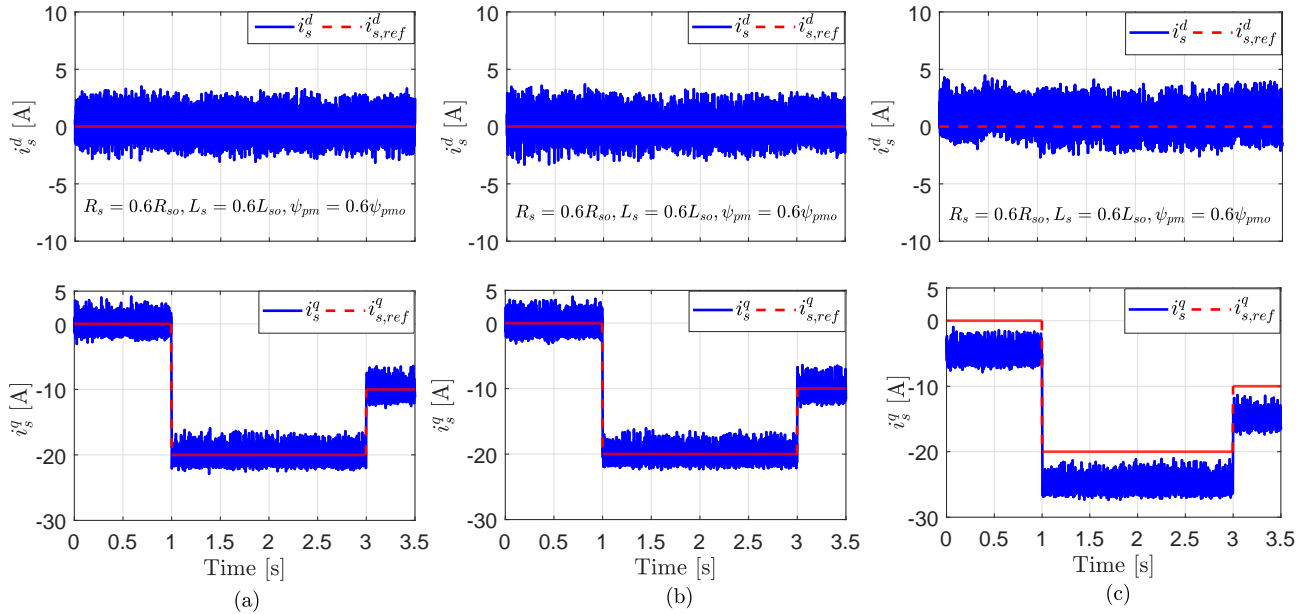 10
5
0
-5
-10
i_s^d [A]
i_s^d i_{s,ref}^d
R_s = 0.6R_{so}, L_s = 0.6L_{so}, ψ_{pm} = 0.6ψ_{pmo}
10
5
0
-5
-10
i_s^d [A]
i_s^d i_{s,ref}^d
R_s = 0.6R_{so}, L_s = 0.6L_{so}, ψ_{pm} = 0.6ψ_{pmo}
10
5
0
-5
-10
i_s^d [A]
i_s^d i_{s,ref}^d
R_s = 0.6R_{so}, L_s = 0.6L_{so}, ψ_{pm} = 0.6ψ_{pmo}
5
0
-10
-20
-30
i_s^q [A]
i_s^q i_{s,ref}^q
0 0.5 1 1.5 2 2.5 3 3.5
Time [s]
(a)
5
0
-10
-20
-30
i_s^q [A]
i_s^q i_{s,ref}^q
0 0.5 1 1.5 2 2.5 3 3.5
Time [s]
(b)
5
0
-10
-20
-30
i_s^q [A]
i_s^q i_{s,ref}^q
0 0.5 1 1.5 2 2.5 3 3.5
Time [s]
(c)